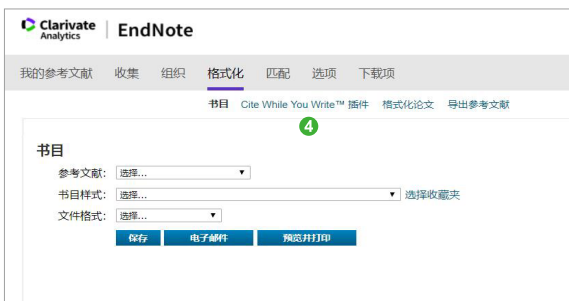 Clarivate Analytics | EndNote
我的参考文献 收集 组织 格式化 匹配 选项 下载项
书目 Cite While You Write™ 插件 格式化论文 导出参考文献
4
书目
参考文献: 选择...
书目样式: 选择... 选择收藏夹
文件格式: 选择...
保存 电子邮件 预览并打印